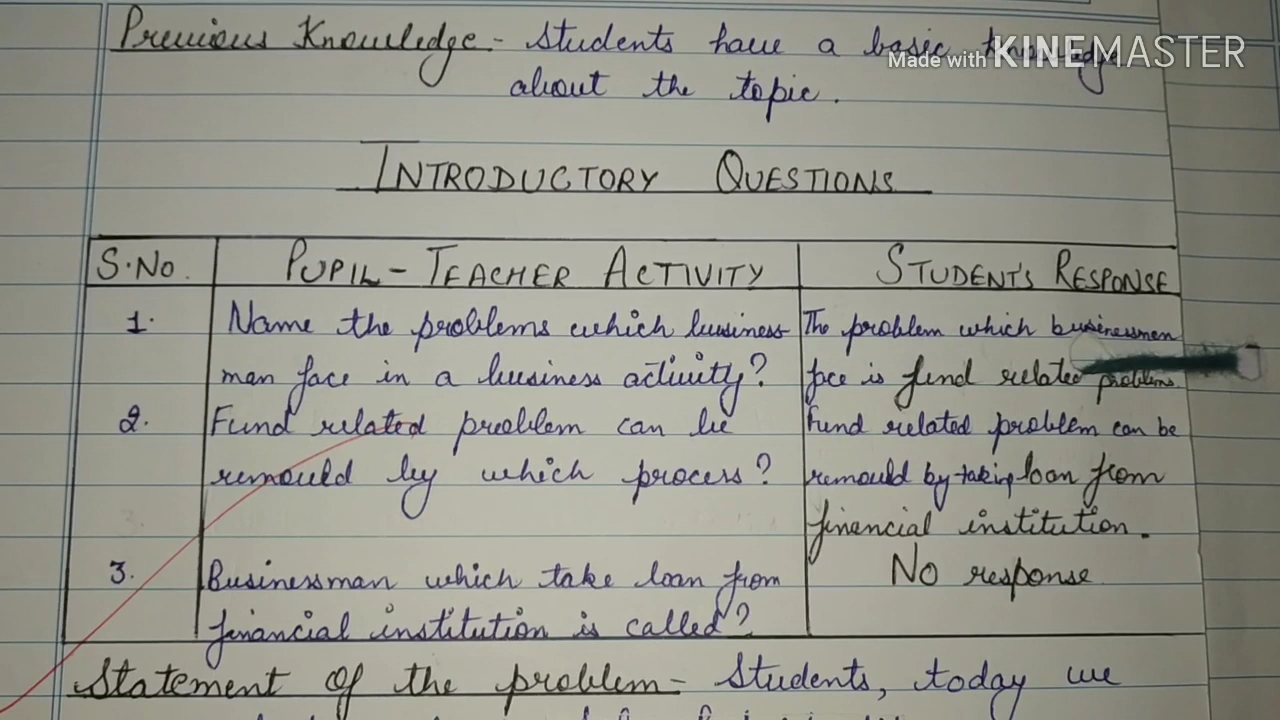 Previous Knowledge - Students have a basic knowledge
Made with KINEMASTER
about the topic.
INTRODUCTORY QUESTIONS
S.No. PUPIL-TEACHER ACTIVITY STUDENT'S RESPONSE
1. Name the problems which business The problem which businessmen
man face in a business activity? face is fund related problems
2. Fund related problem can be Fund related problem can be
remould by which process? remould by taking loan from
financial institution.
3. Businessman which take loan from No response
financial institution is called?
Statement of the problem - Students, today we